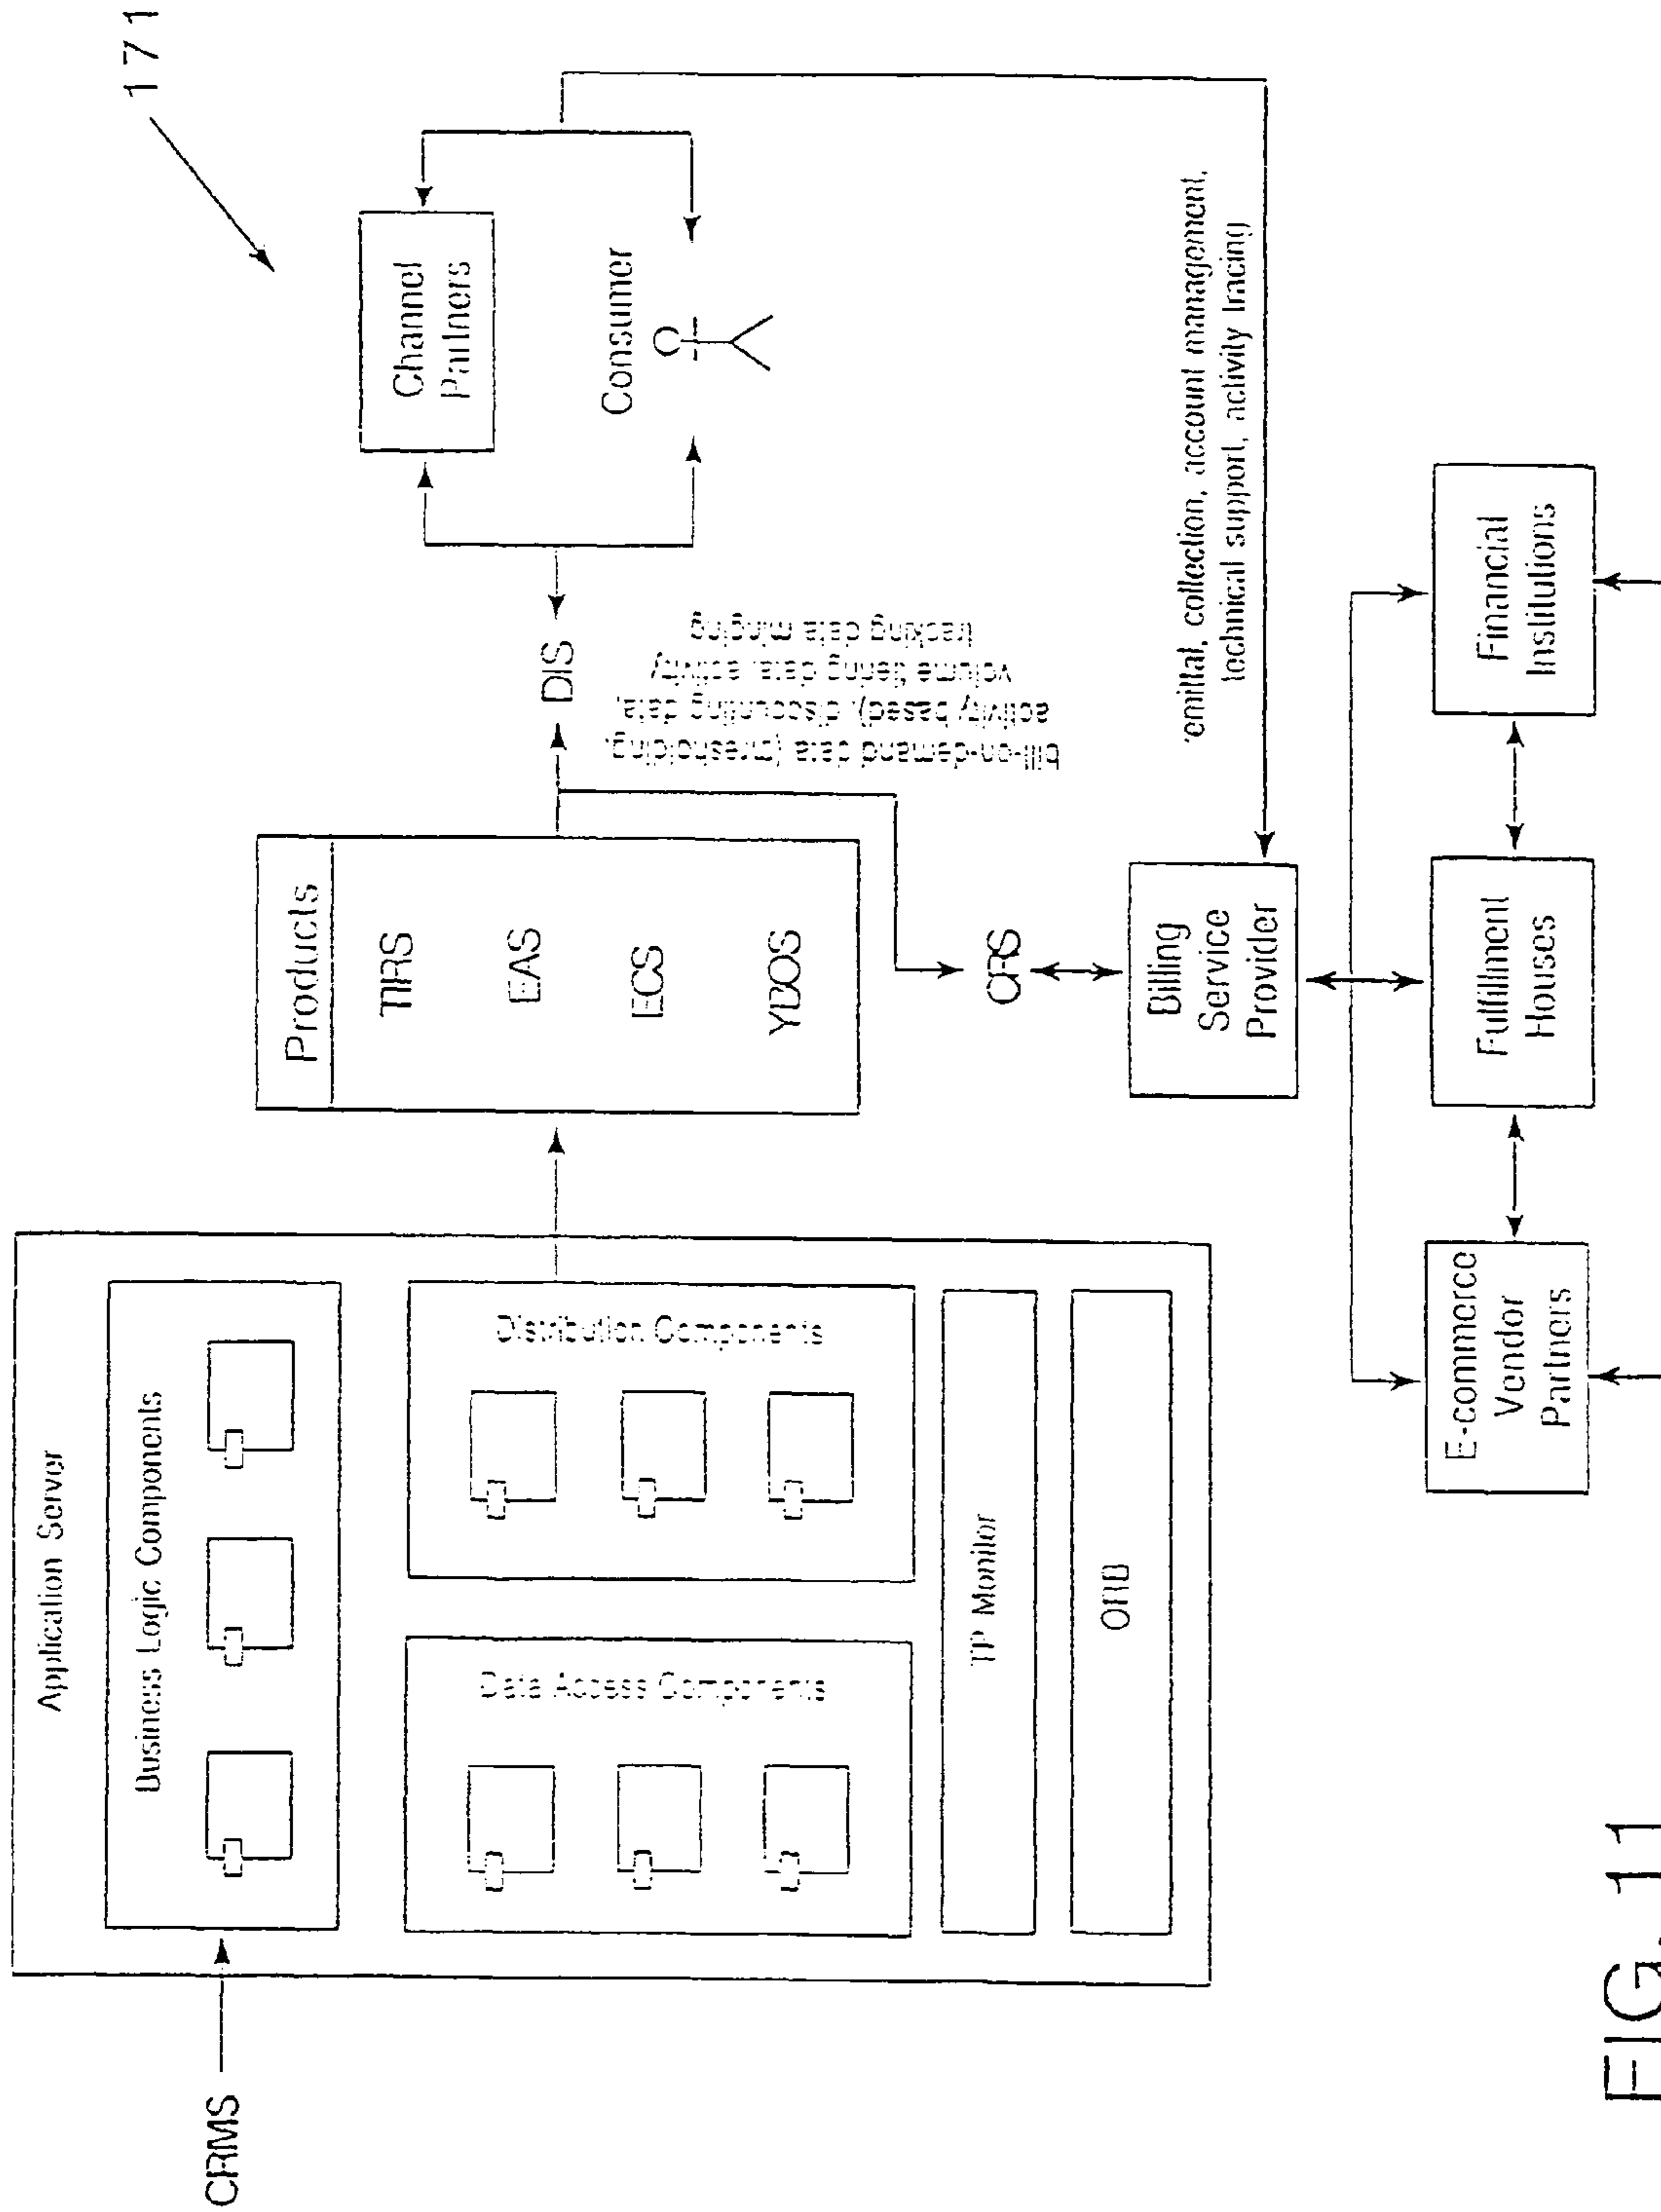 171
CRMS
Application Server
Business Logic Components
Data Access Components
Distribution Components
TP Monitor
ORB
Products
TIRS
EAS
ECS
YBOS
DIS
bill-on-demand data (thresholding,
activity based), discounting data,
volume tiering data, activity
tracking data minging
Channel
Partners
Consumer
CRS
Billing
Service
Provider
remittal, collection, account management,
technical support, activity tracing
E-commerce
Vendor
Partners
Fulfillment
Houses
Financial
Institutions
FIG. 11